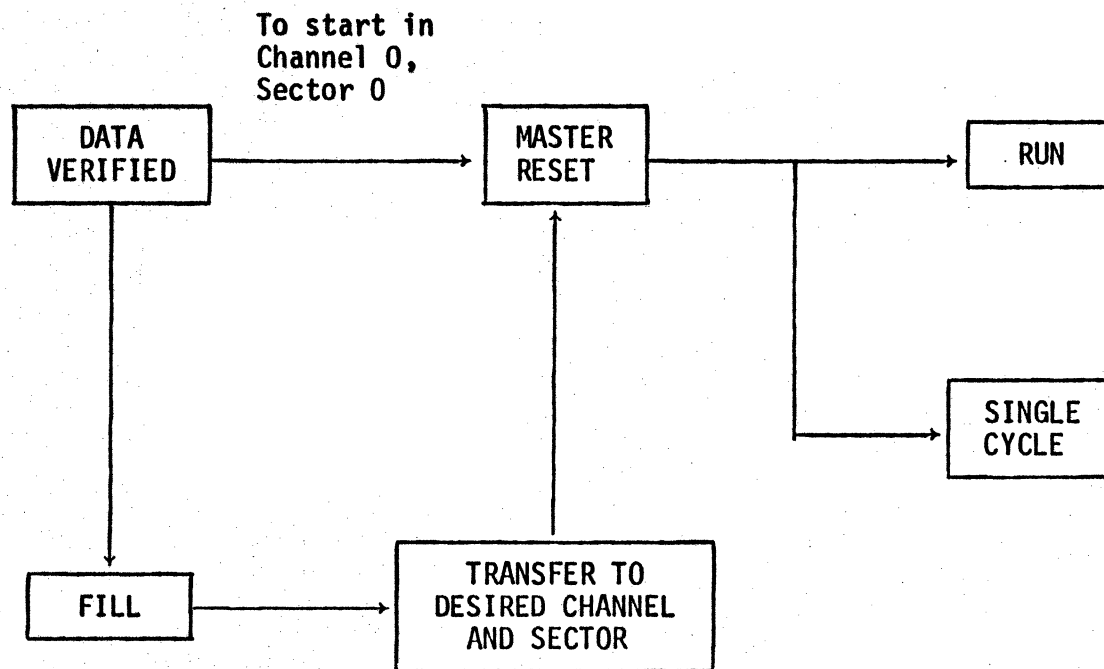 To start in
Channel 0,
Sector 0
DATA
VERIFIED
MASTER
RESET
RUN
SINGLE
CYCLE
FILL
TRANSFER TO
DESIRED CHANNEL
AND SECTOR